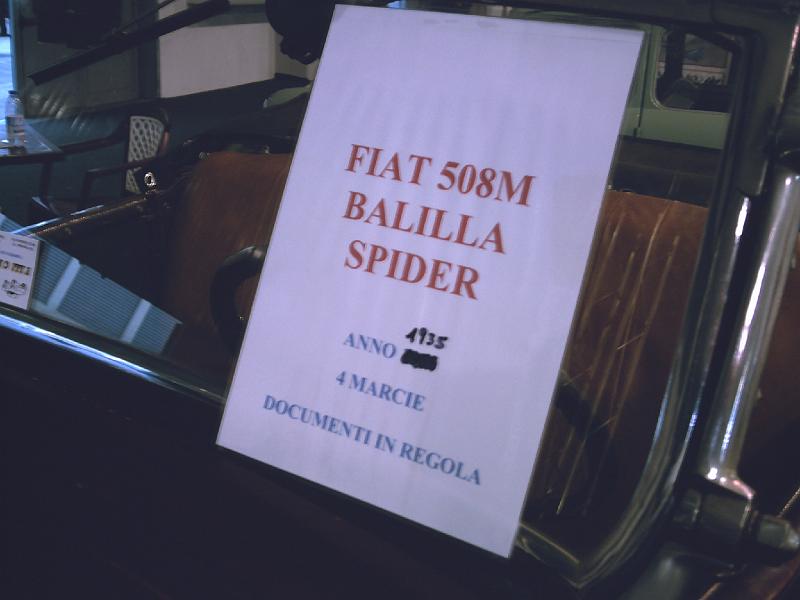 FIAT 508M
BALILLA
SPIDER
ANNO 1935
4 MARCIE
DOCUMENTI IN REGOLA